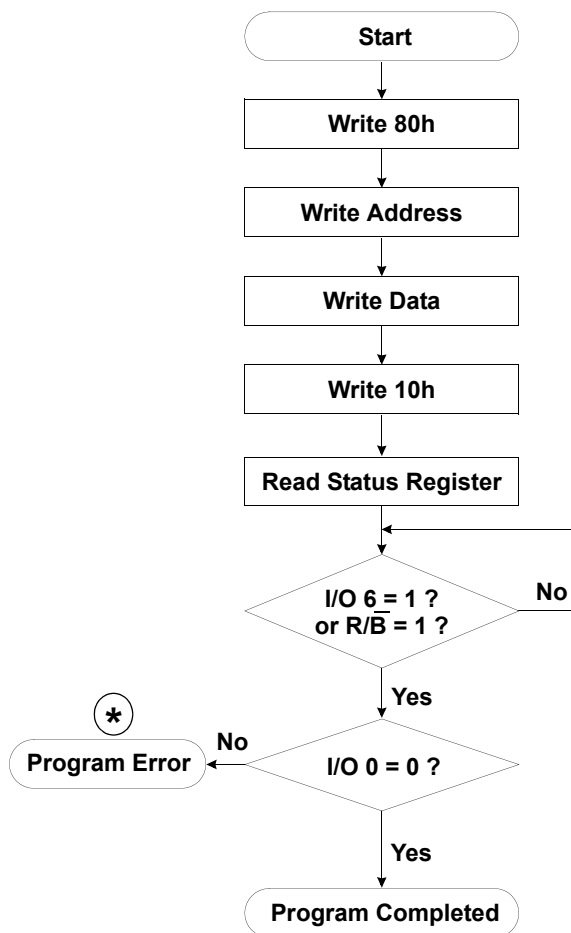 Start
Write 80h
Write Address
Write Data
Write 10h
Read Status Register
I/O 6 = 1 ?
or R/B̅ = 1 ?
No
Yes
*
Program Error
No
I/O 0 = 0 ?
Yes
Program Completed